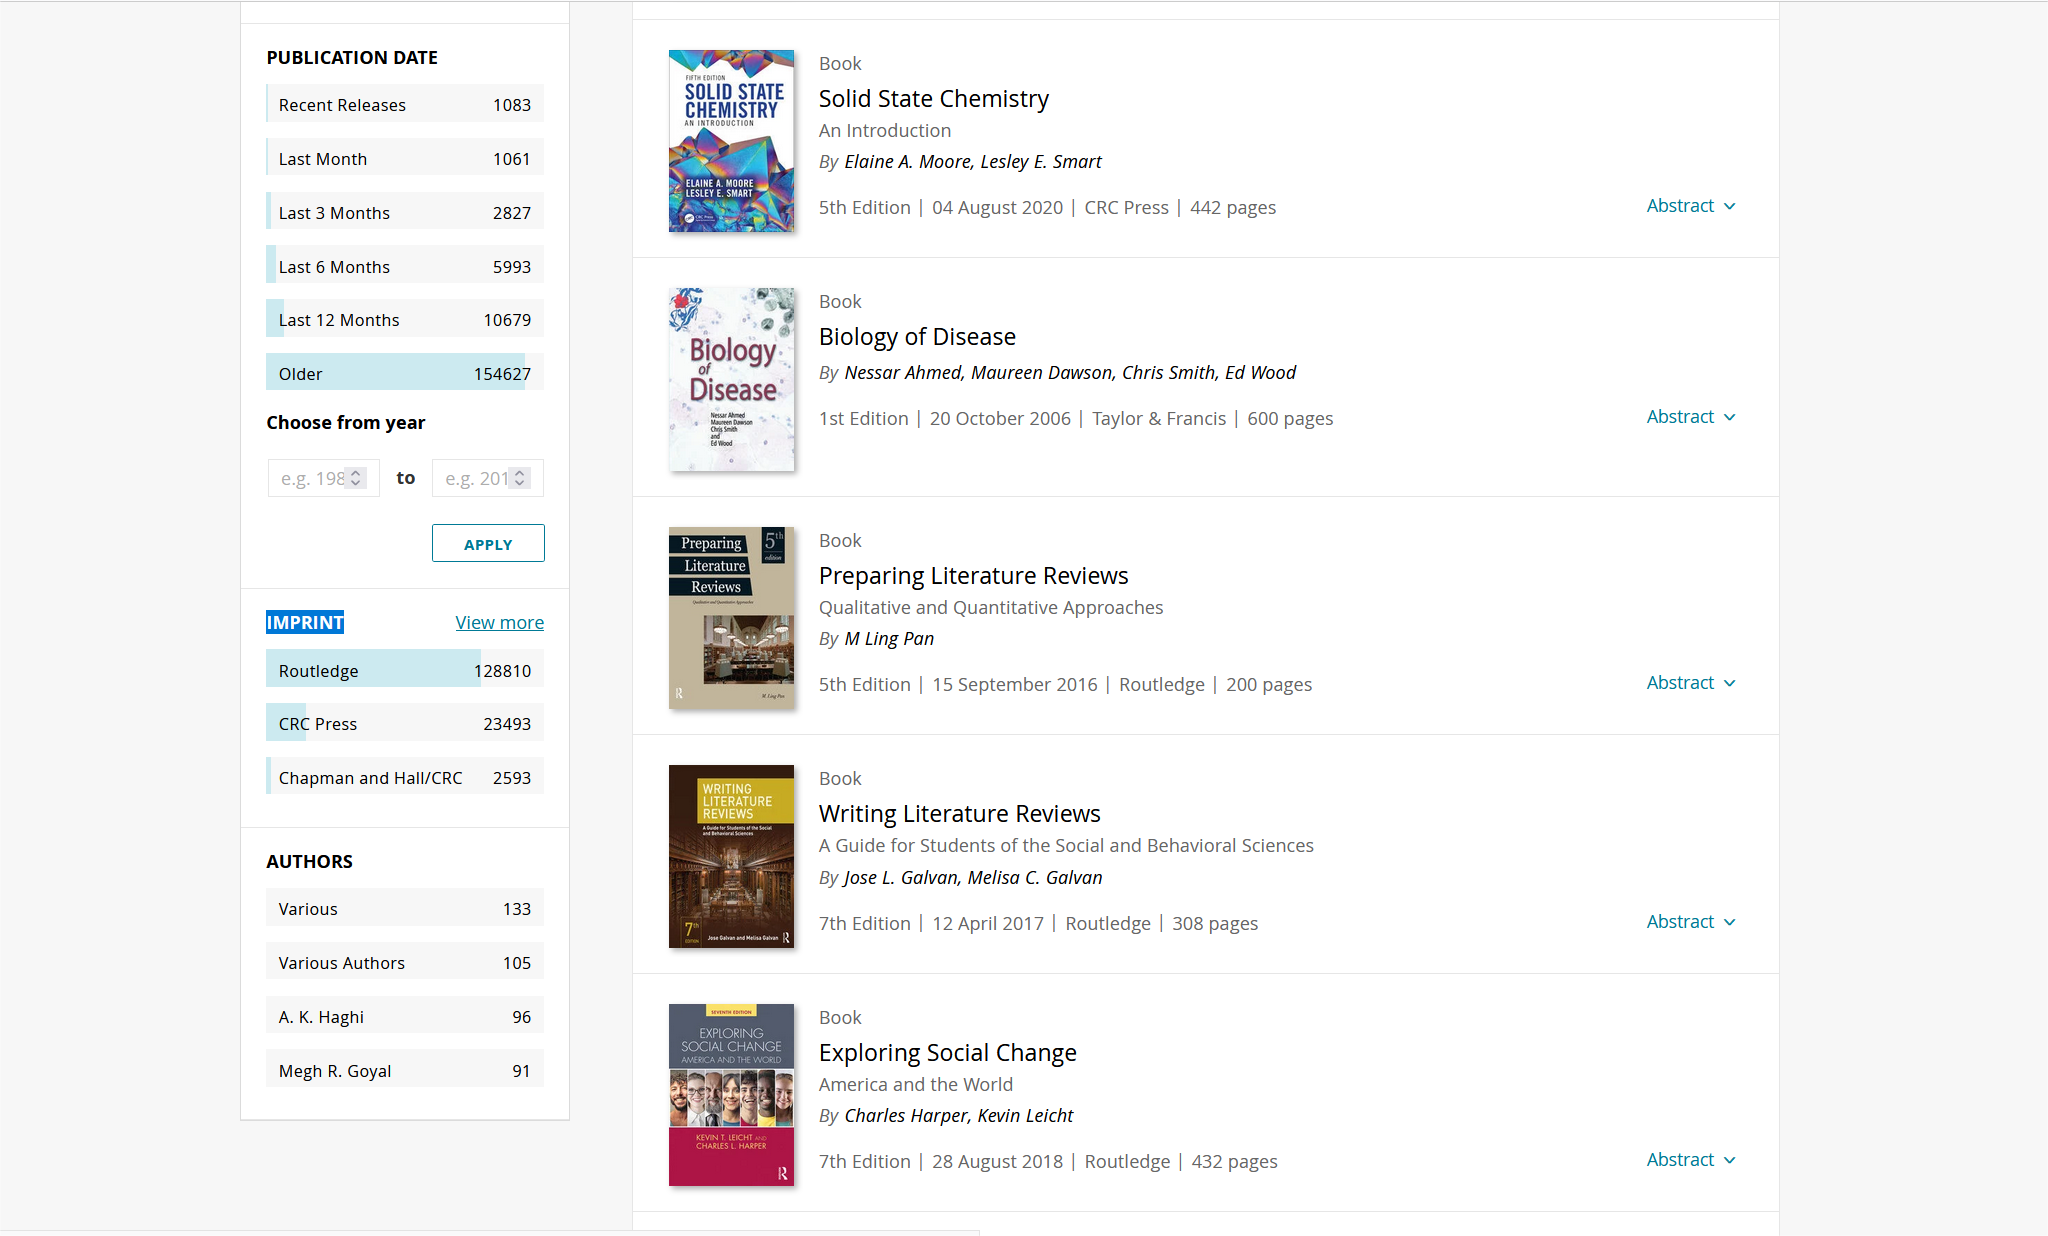 PUBLICATION DATE
Recent Releases 1083
Last Month 1061
Last 3 Months 2827
Last 6 Months 5993
Last 12 Months 10679
Older 154627
Choose from year
e.g. 198 to e.g. 201
APPLY
IMPRINT View more
Routledge 128810
CRC Press 23493
Chapman and Hall/CRC 2593
AUTHORS
Various 133
Various Authors 105
A. K. Haghi 96
Megh R. Goyal 91
FIFTH EDITION
SOLID STATE
CHEMISTRY
AN INTRODUCTION
ELAINE A. MOORE
LESLEY E. SMART
CRC Press
Book
Solid State Chemistry
An Introduction
By Elaine A. Moore, Lesley E. Smart
5th Edition | 04 August 2020 | CRC Press | 442 pages
Abstract
Biology
of
Disease
Nessar Ahmed
Maureen Dawson
Chris Smith
and
Ed Wood
Book
Biology of Disease
By Nessar Ahmed, Maureen Dawson, Chris Smith, Ed Wood
1st Edition | 20 October 2006 | Taylor & Francis | 600 pages
Abstract
Preparing
Literature
Reviews
5th
edition
Qualitative and Quantitative Approaches
R
M. Ling Pan
Book
Preparing Literature Reviews
Qualitative and Quantitative Approaches
By M Ling Pan
5th Edition | 15 September 2016 | Routledge | 200 pages
Abstract
WRITING
LITERATURE
REVIEWS
A Guide for Students of the Social
and Behavioral Sciences
7th
EDITION
Jose Galvan and Melisa Galvan
R
Book
Writing Literature Reviews
A Guide for Students of the Social and Behavioral Sciences
By Jose L. Galvan, Melisa C. Galvan
7th Edition | 12 April 2017 | Routledge | 308 pages
Abstract
SEVENTH EDITION
EXPLORING
SOCIAL CHANGE
AMERICA AND THE WORLD
KEVIN T. LEICHT AND
CHARLES L. HARPER
R
Book
Exploring Social Change
America and the World
By Charles Harper, Kevin Leicht
7th Edition | 28 August 2018 | Routledge | 432 pages
Abstract